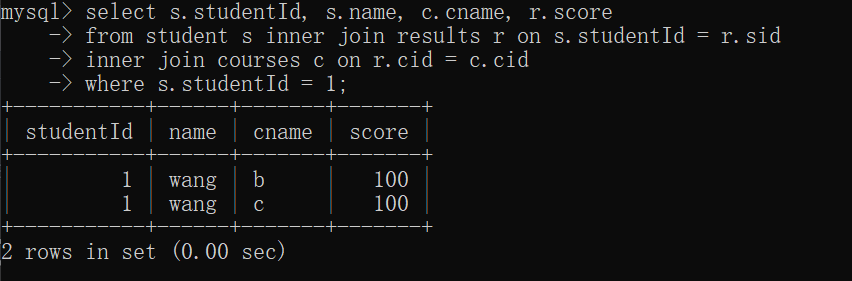 mysql> select s.studentId, s.name, c.cname, r.score
    -> from student s inner join results r on s.studentId = r.sid
    -> inner join courses c on r.cid = c.cid
    -> where s.studentId = 1;
+-----------+------+-------+-------+
| studentId | name | cname | score |
+-----------+------+-------+-------+
|         1 | wang | b     |   100 |
|         1 | wang | c     |   100 |
+-----------+------+-------+-------+
2 rows in set (0.00 sec)